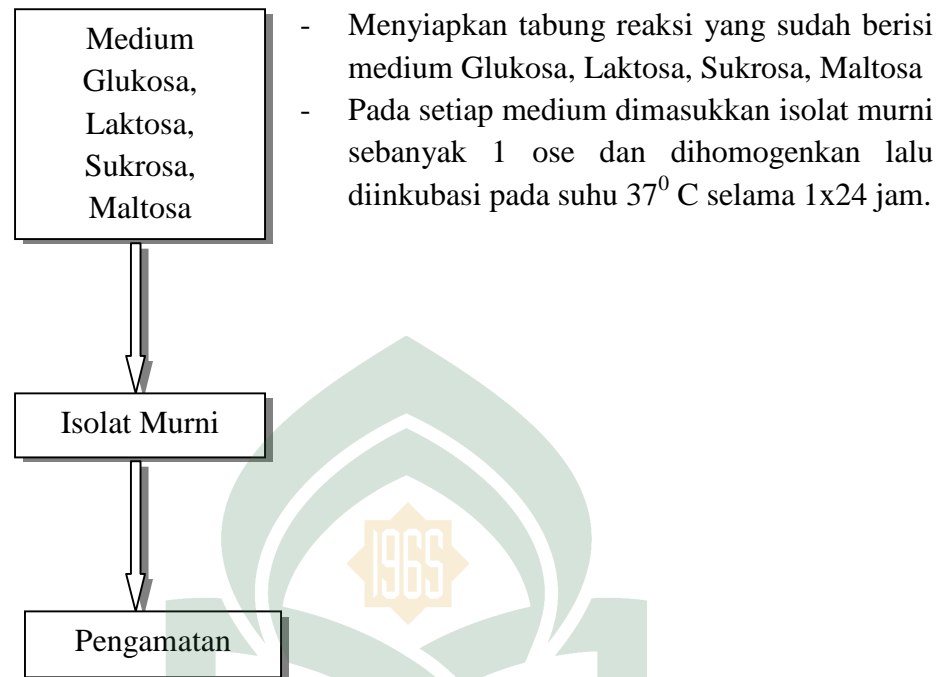 Medium
Glukosa,
Laktosa,
Sukrosa,
Maltosa
- Menyiapkan tabung reaksi yang sudah berisi
medium Glukosa, Laktosa, Sukrosa, Maltosa
- Pada setiap medium dimasukkan isolat murni
sebanyak 1 ose dan dihomogenkan lalu
diinkubasi pada suhu 37⁰ C selama 1x24 jam.
Isolat Murni
1965
Pengamatan